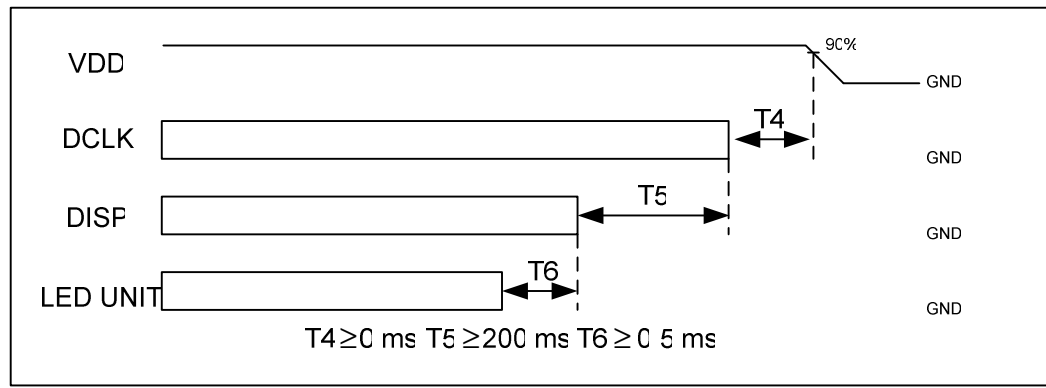 VDD
90%
GND
DCLK
T4
GND
DISP
T5
GND
LED UNIT
T6
GND
T4≥0 ms T5≥200 ms T6≥0 5 ms